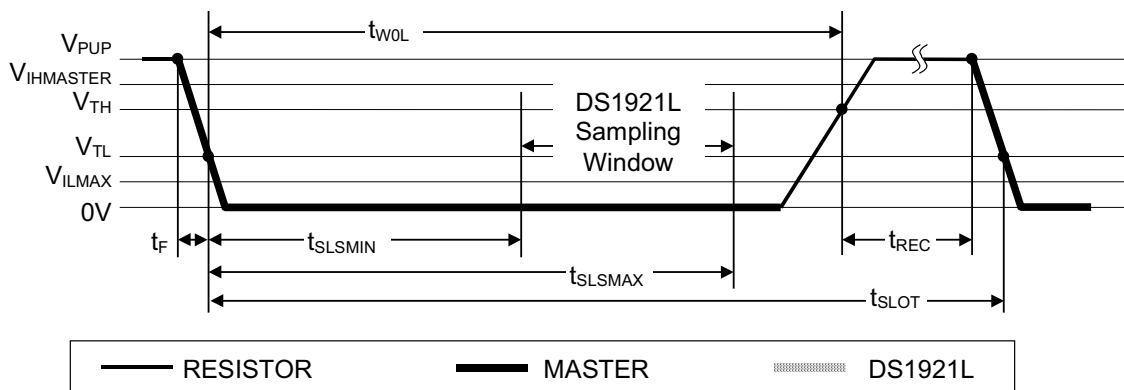 tW0L
VPUP
VIHMASTER
VTH
VTL
VILMAX
0V
DS1921L
Sampling
Window
tF
tSLSMIN
tREC
tSLSMAX
tSLOT
RESISTOR
MASTER
DS1921L